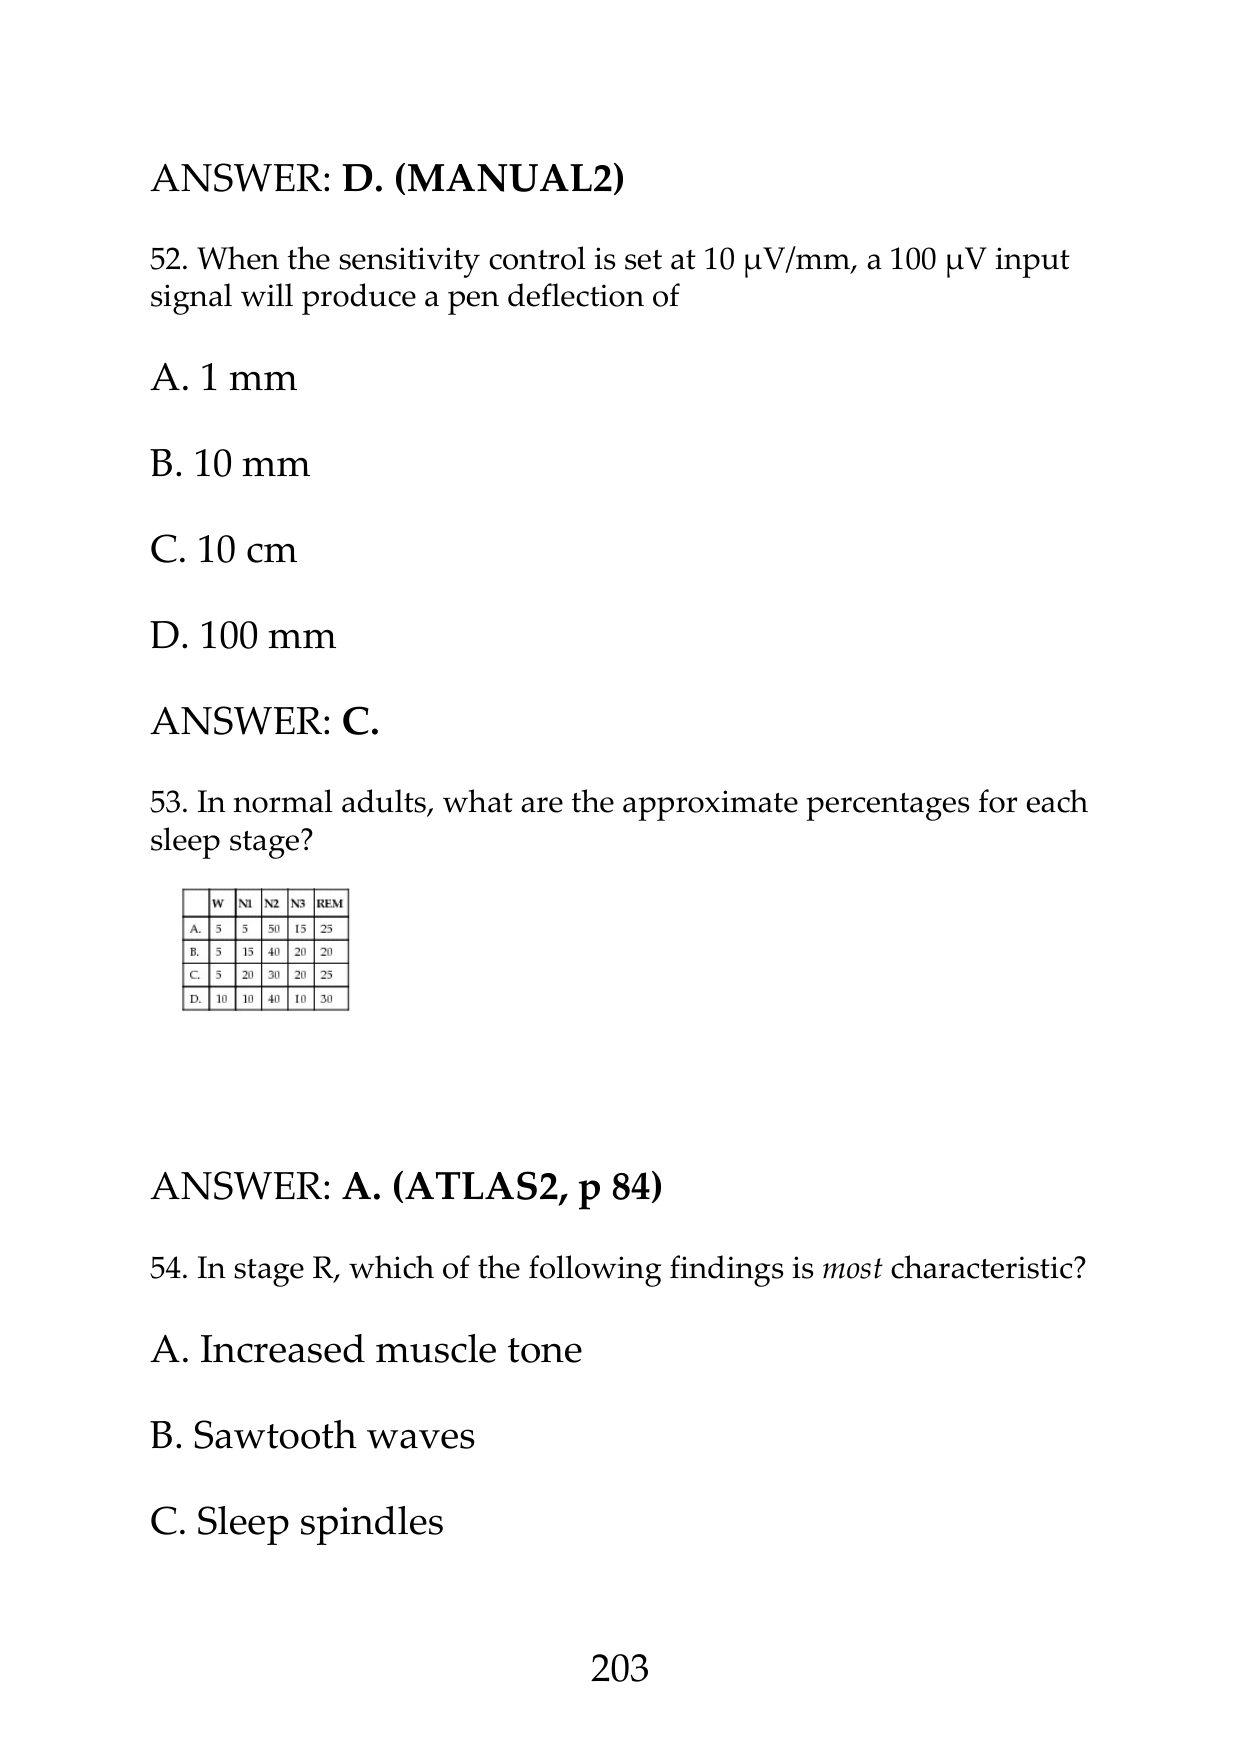 ANSWER: D. (MANUAL2)
52. When the sensitivity control is set at 10 µV/mm, a 100 µV input
signal will produce a pen deflection of
A. 1 mm
B. 10 mm
C. 10 cm
D. 100 mm
ANSWER: C.
53. In normal adults, what are the approximate percentages for each
sleep stage?
W N1 N2 N3 REM
A. 5 5 50 15 25
B. 5 15 40 20 20
C. 5 20 30 20 25
D. 10 10 40 10 30
ANSWER: A. (ATLAS2, p 84)
54. In stage R, which of the following findings is most characteristic?
A. Increased muscle tone
B. Sawtooth waves
C. Sleep spindles
203